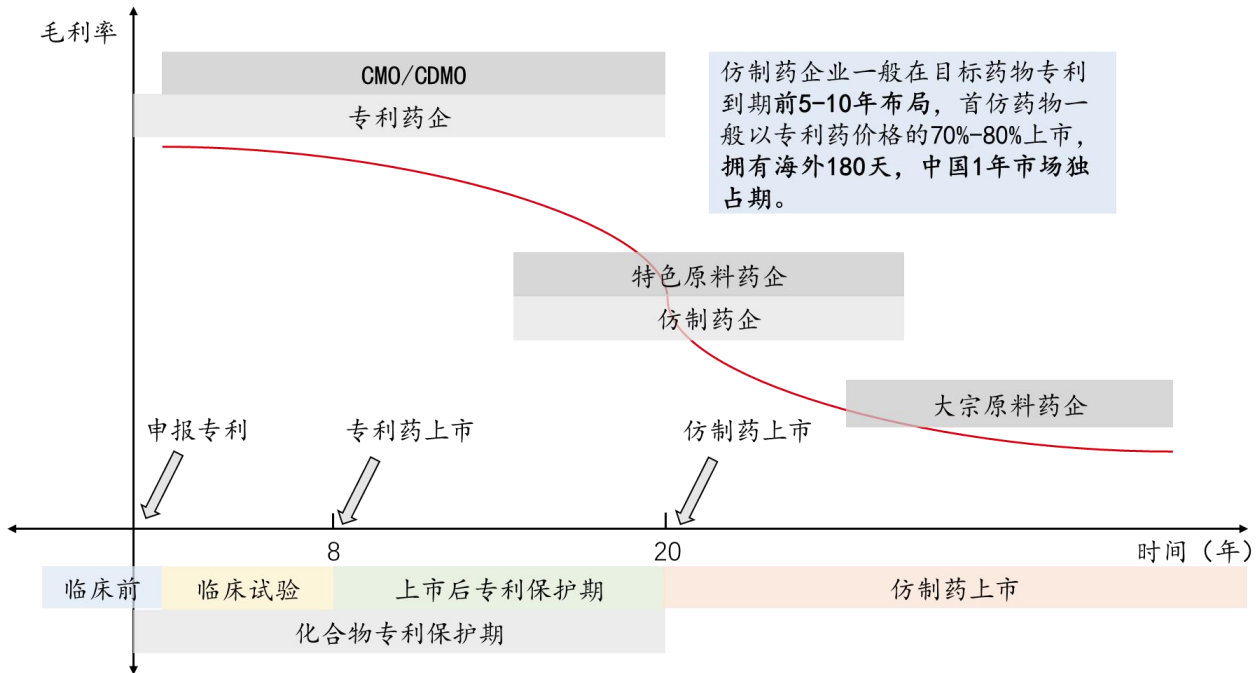 毛利率
CMO/CDMO
专利药企
仿制药企业一般在目标药物专利
到期前5-10年布局，首仿药物一
般以专利药价格的70%-80%上市，
拥有海外180天，中国1年市场独
占期。
特色原料药企
仿制药企
大宗原料药企
申报专利
专利药上市
仿制药上市
8
20
时间（年）
临床前
临床试验
上市后专利保护期
仿制药上市
化合物专利保护期